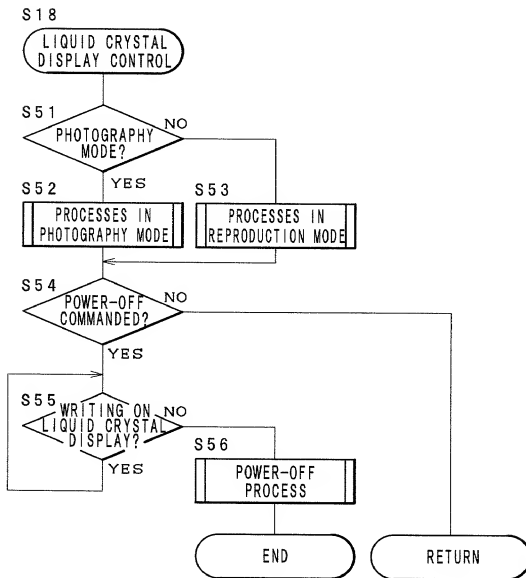 S18
LIQUID CRYSTAL
DISPLAY CONTROL
S51
PHOTOGRAPHY
MODE?
NO
YES
S52
PROCESSES IN
PHOTOGRAPHY MODE
S53
PROCESSES IN
REPRODUCTION MODE
S54
POWER-OFF
COMMANDED?
NO
YES
S55
WRITING ON
LIQUID CRYSTAL
DISPLAY?
NO
YES
S56
POWER-OFF
PROCESS
END
RETURN